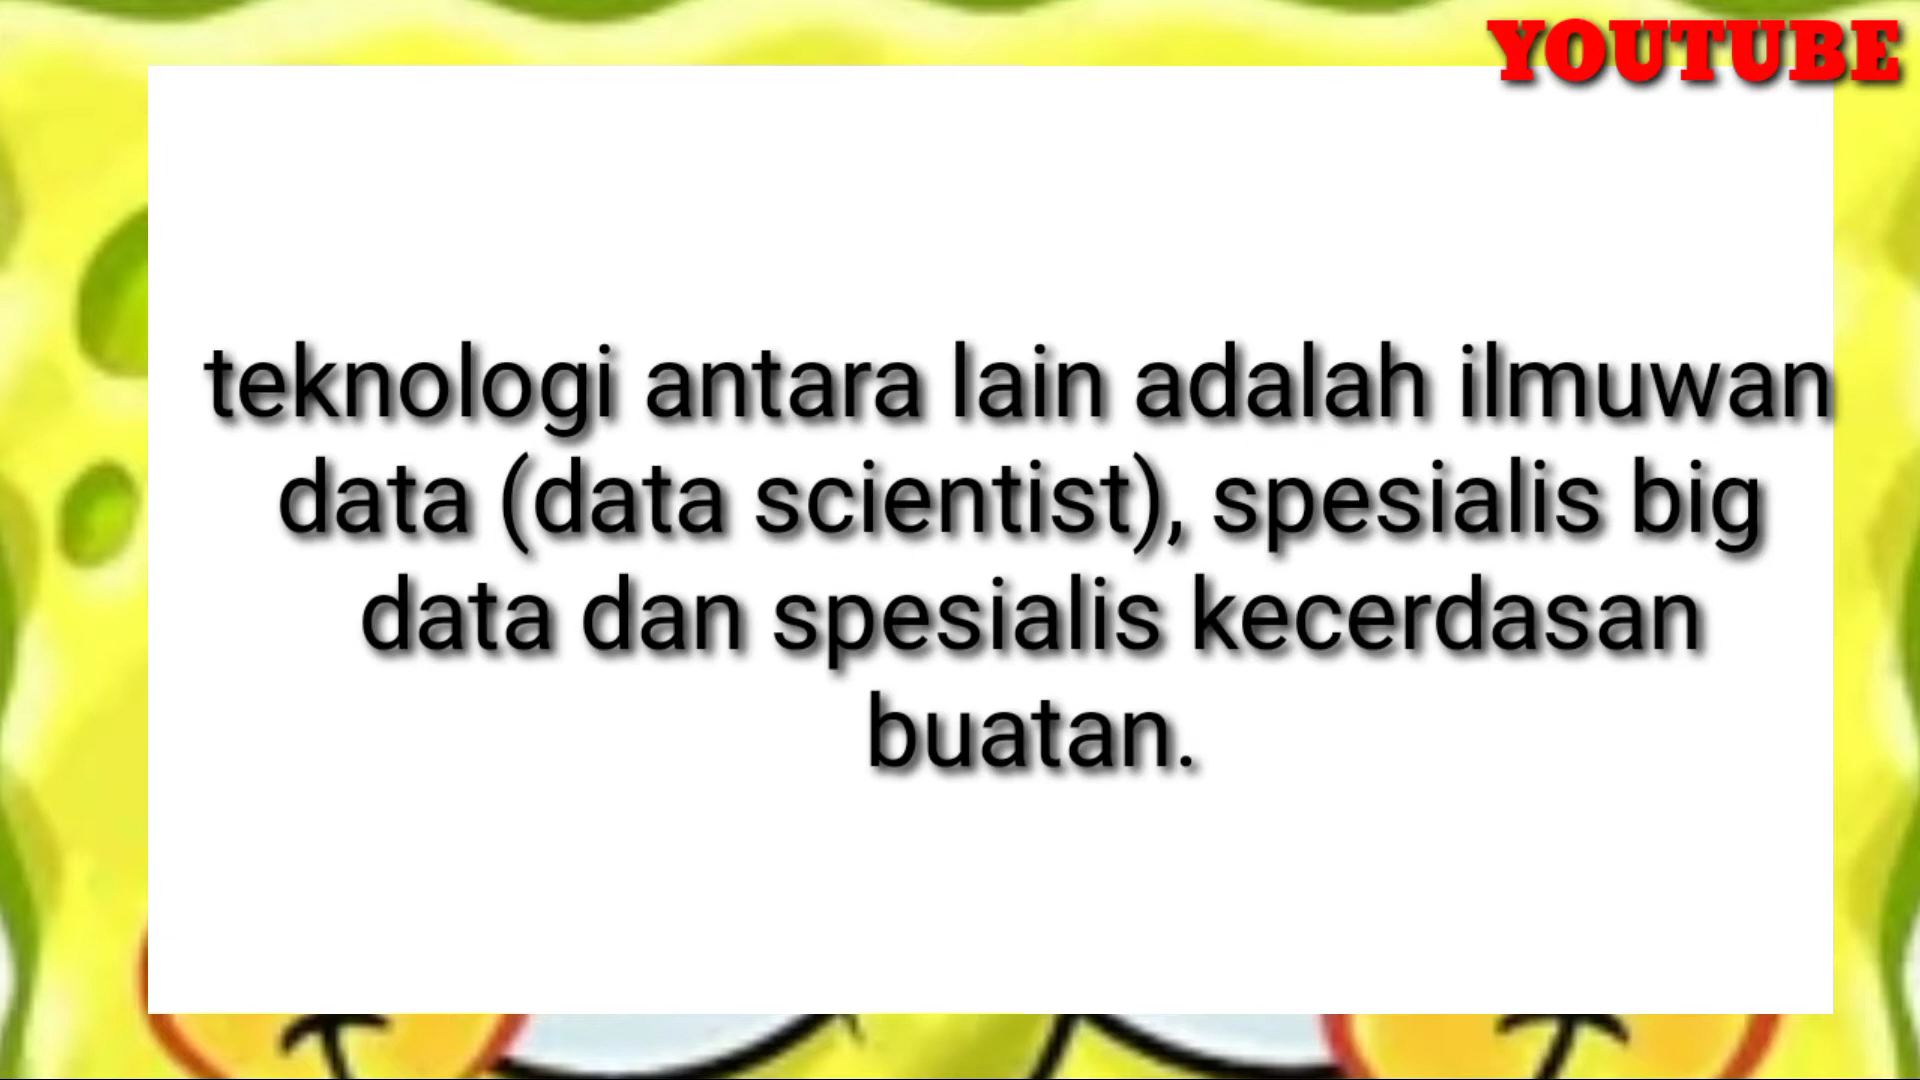 YOUTUBE
teknologi antara lain adalah ilmuwan
data (data scientist), spesialis big
data dan spesialis kecerdasan
buatan.